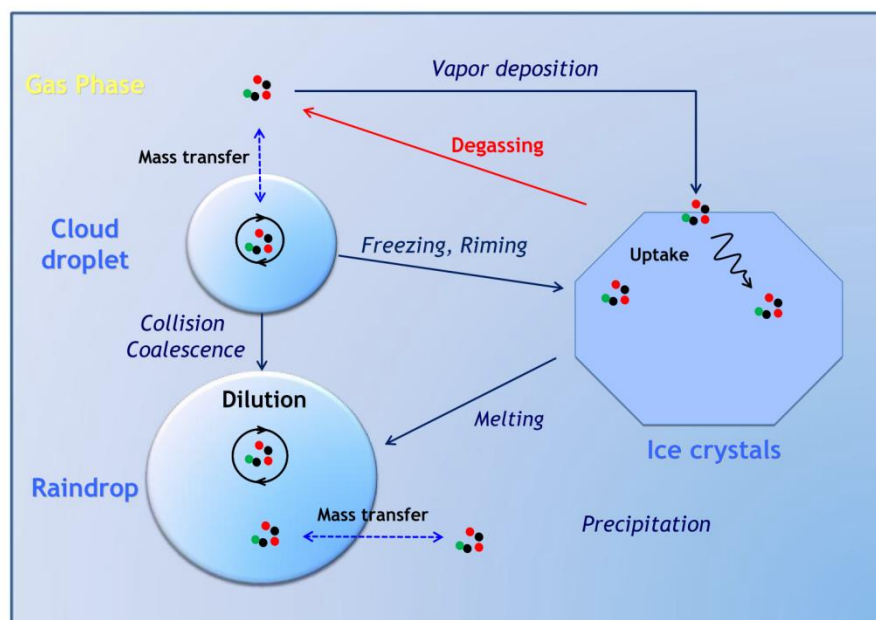 Vapor deposition
Gas Phase
Degassing
Mass transfer
Cloud
droplet
Freezing, Riming
Uptake
Collision
Coalescence
Dilution
Melting
Ice crystals
Raindrop
Mass transfer
Precipitation